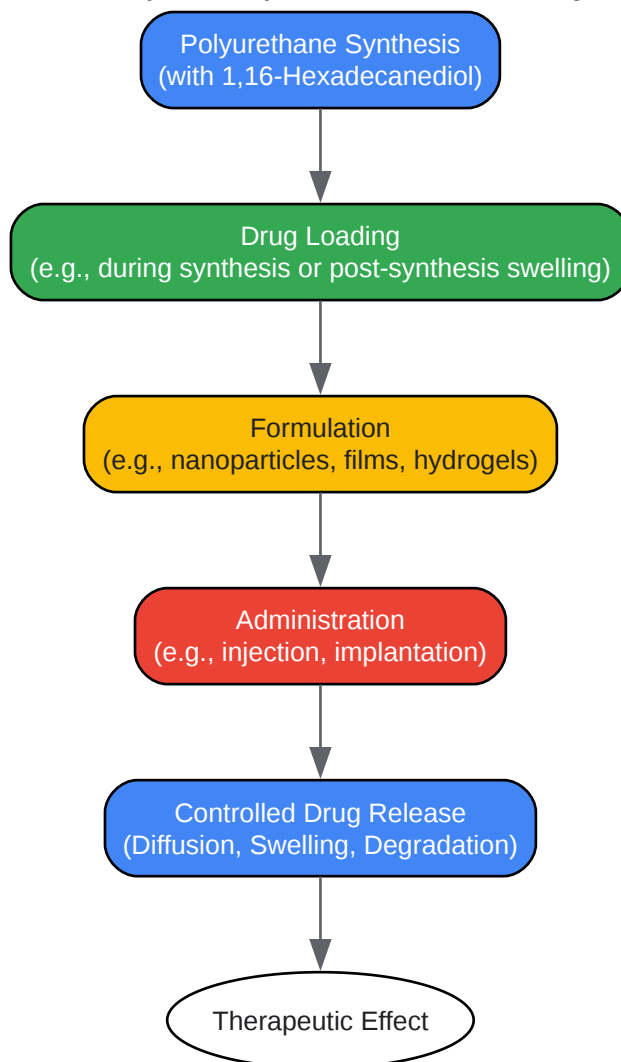 Polyurethane Synthesis
(with 1,16-Hexadecanediol)
Drug Loading
(e.g., during synthesis or post-synthesis swelling)
Formulation
(e.g., nanoparticles, films, hydrogels)
Administration
(e.g., injection, implantation)
Controlled Drug Release
(Diffusion, Swelling, Degradation)
Therapeutic Effect